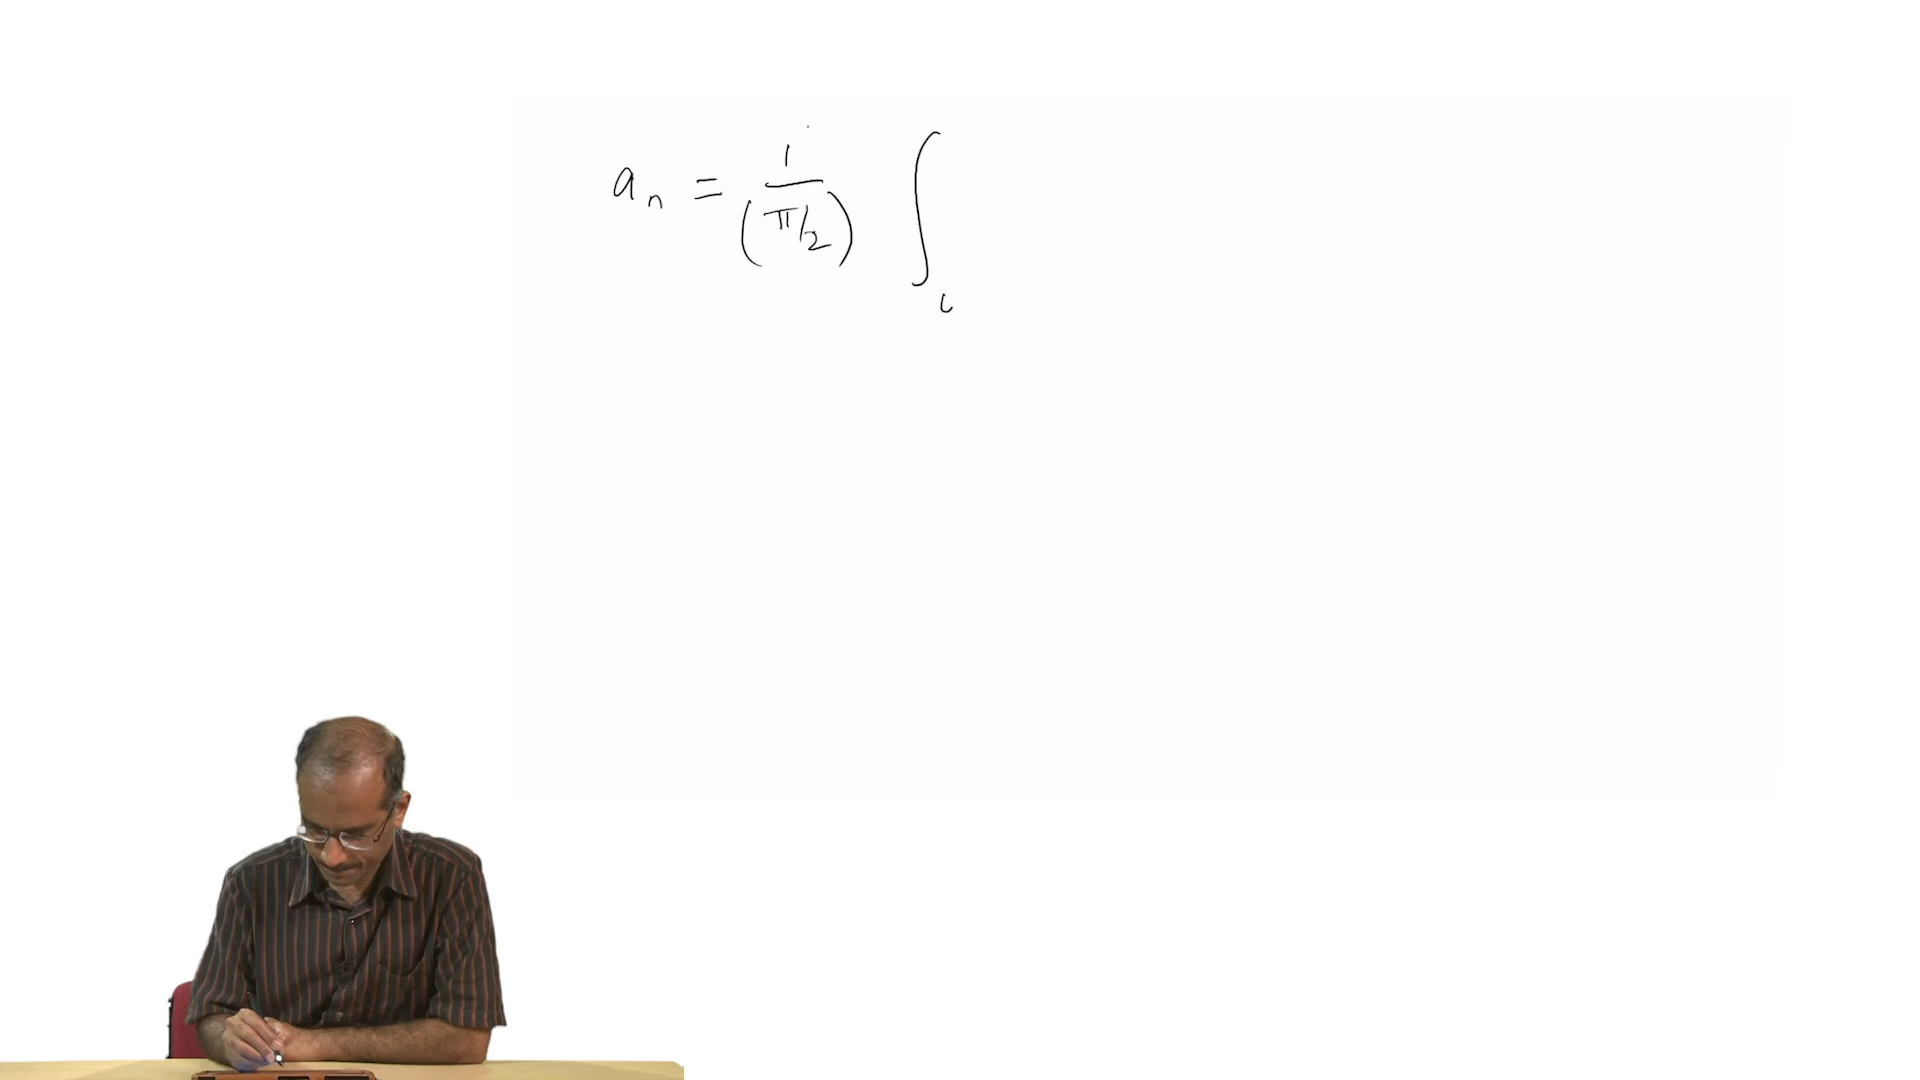 a_n = 1/(π/2) ∫